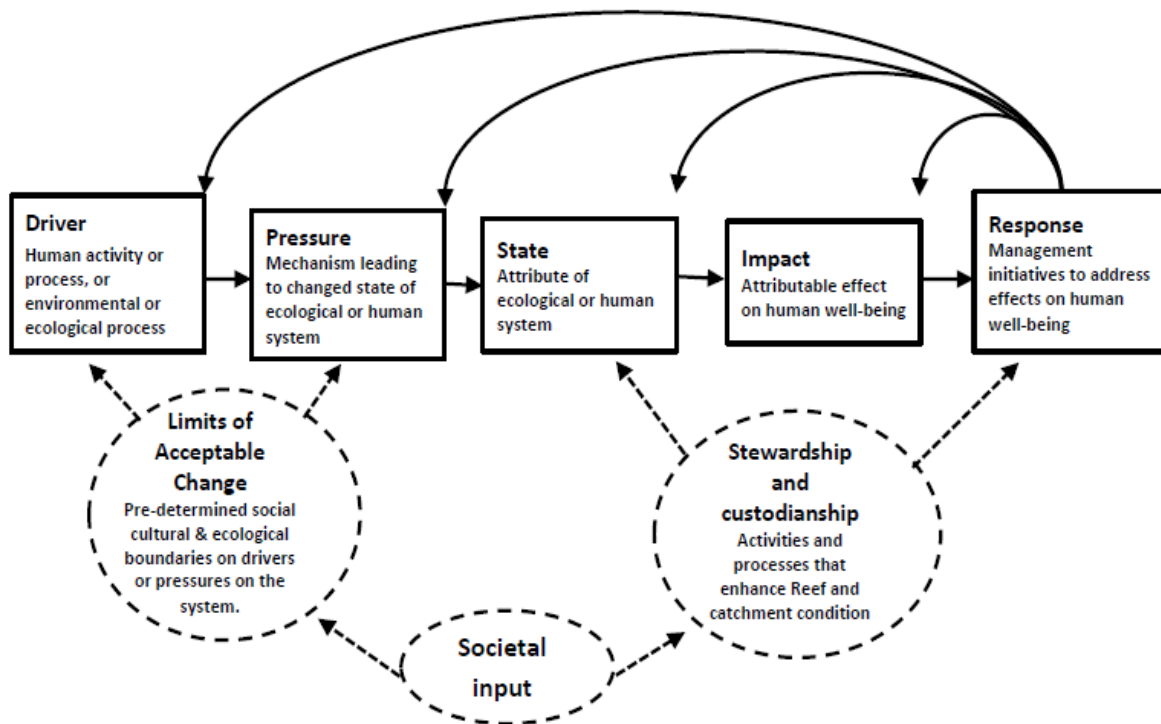 Driver
Human activity or
process, or
environmental or
ecological process
Pressure
Mechanism leading
to changed state of
ecological or human
system
State
Attribute of
ecological or human
system
Impact
Attributable effect
on human well-being
Response
Management
initiatives to address
effects on human
well-being
Limits of
Acceptable
Change
Pre-determined social
cultural & ecological
boundaries on drivers
or pressures on the
system.
Stewardship
and
custodianship
Activities and
processes that
enhance Reef and
catchment condition
Societal
input